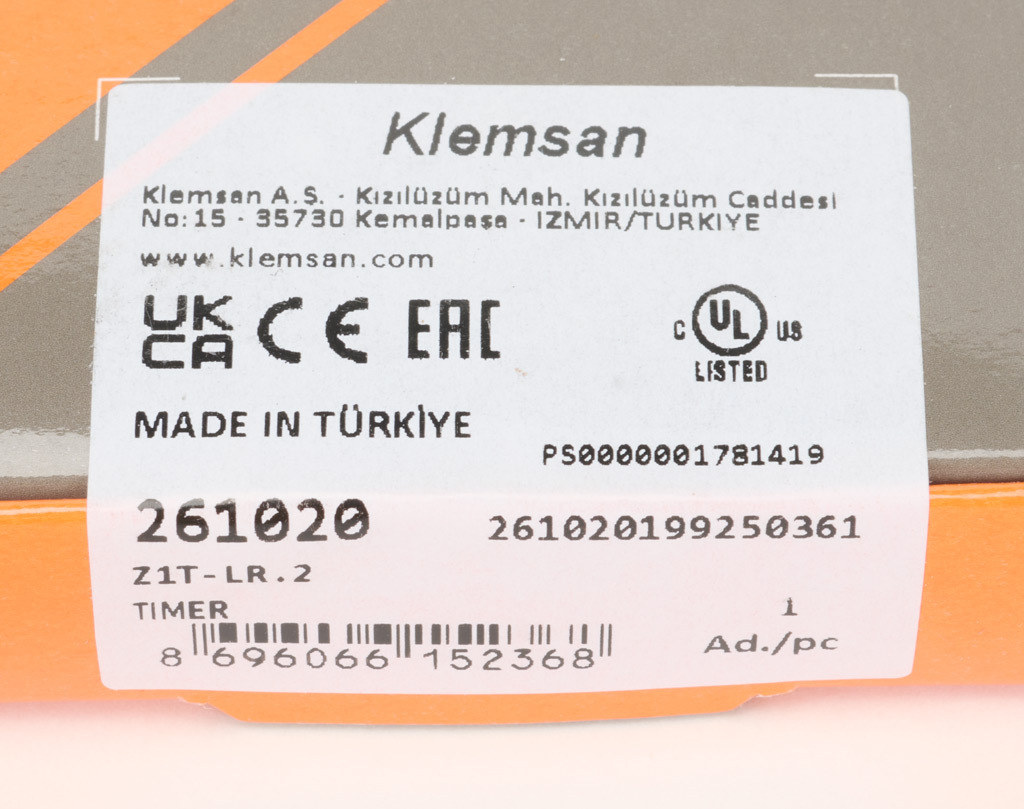 Klemsan
Klemsan A.Ş. - Kızılüzüm Mah. Kızılüzüm Caddesi
No:15 - 35730 Kemalpaşa - IZMIR/TURKIYE
www.klemsan.com
UK CA CE EAC
C UL US
LISTED
MADE IN TÜRKİYE
PS0000001781419
261020 261020199250361
Z1T-LR.2
TIMER 1
Ad./pc
8 696066 152368